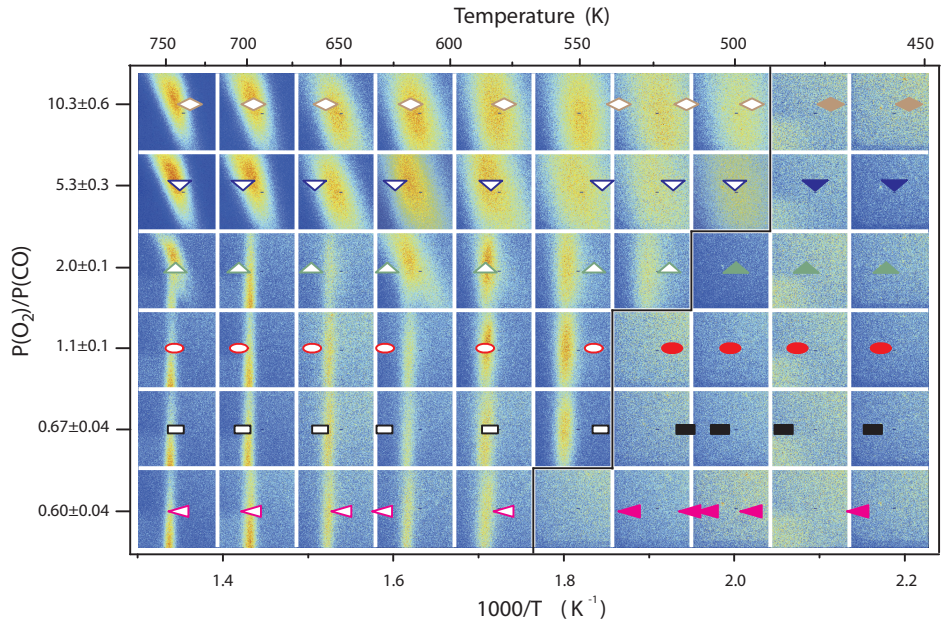 Temperature (K)
750 700 650 600 550 500 450
P(O₂)/P(CO)
10.3±0.6
5.3±0.3
2.0±0.1
1.1±0.1
0.67±0.04
0.60±0.04
1.4 1.6 1.8 2.0 2.2
1000/T (K⁻¹)